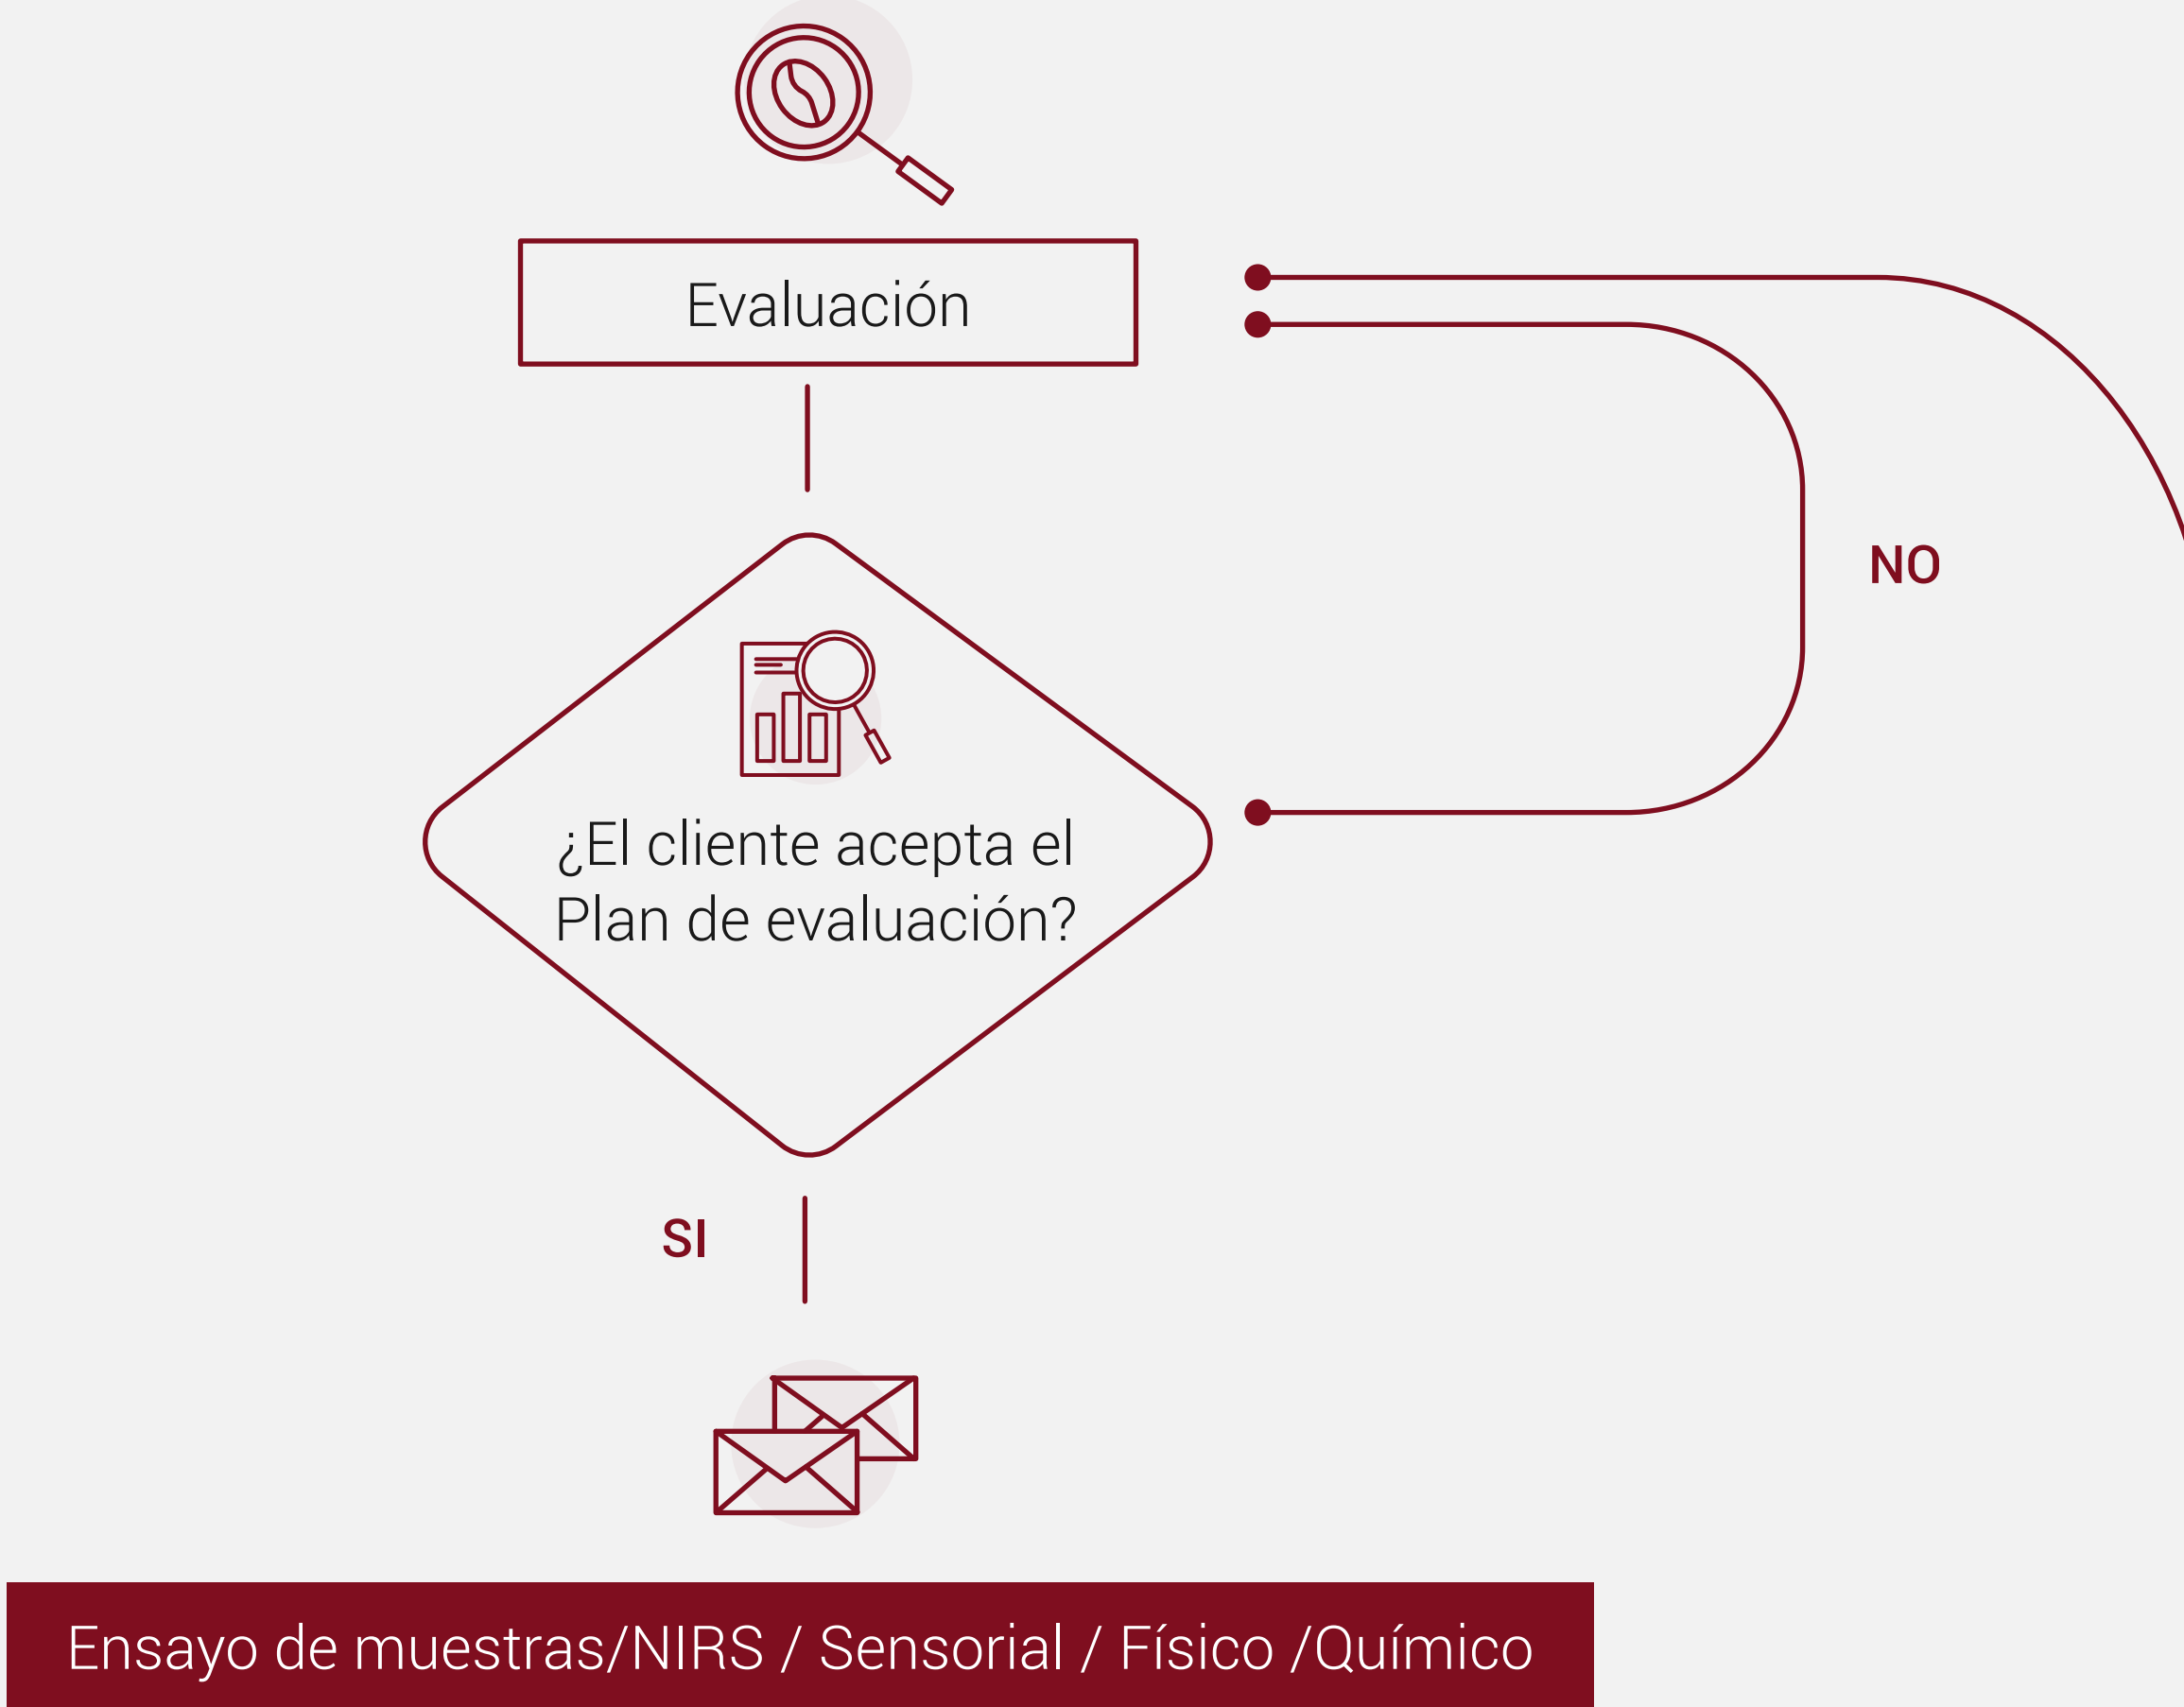 Evaluación
NO
¿El cliente acepta el
Plan de evaluación?
SI
Ensayo de muestras/NIRS / Sensorial / Físico /Químico